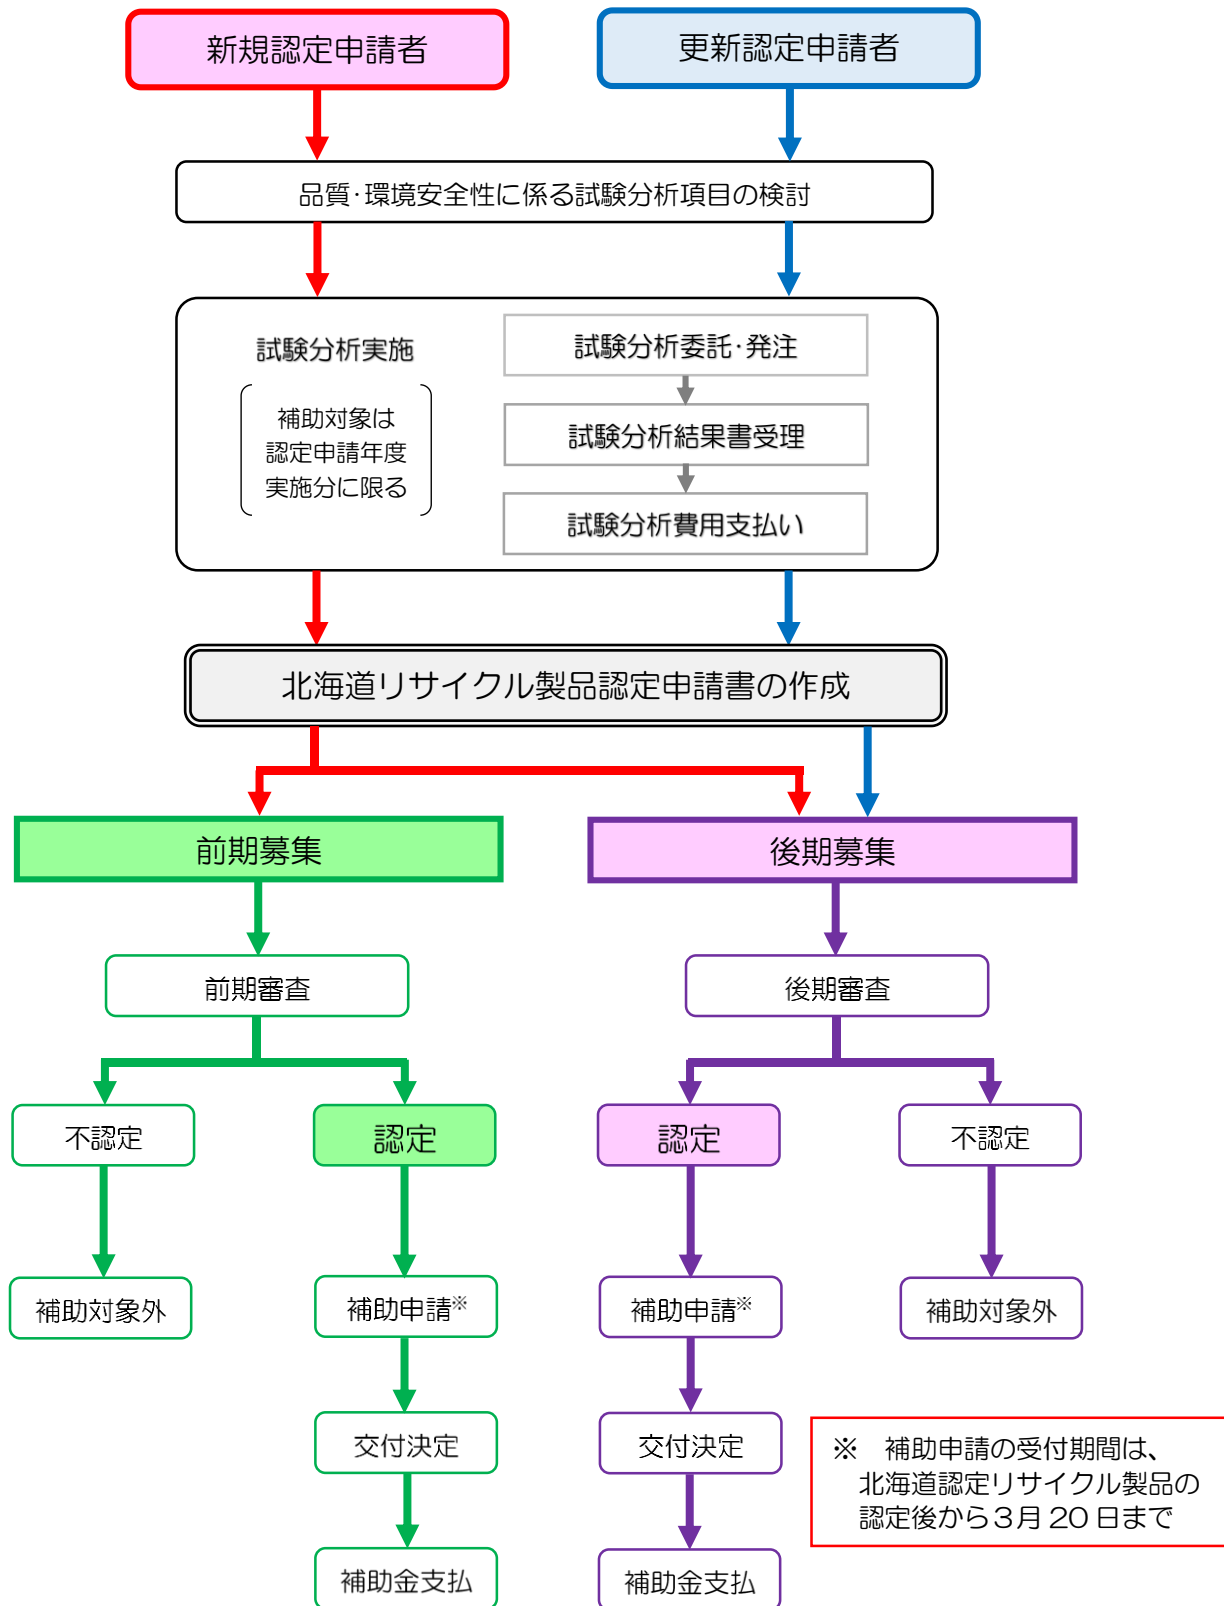 新規認定申請者
更新認定申請者
品質・環境安全性に係る試験分析項目の検討
試験分析実施
補助対象は
認定申請年度
実施分に限る
試験分析委託・発注
試験分析結果書受理
試験分析費用支払い
北海道リサイクル製品認定申請書の作成
前期募集
後期募集
前期審査
後期審査
不認定
認定
認定
不認定
補助対象外
補助申請※
補助申請※
補助対象外
交付決定
交付決定
※　補助申請の受付期間は、
北海道認定リサイクル製品の
認定後から３月 20 日まで
補助金支払
補助金支払